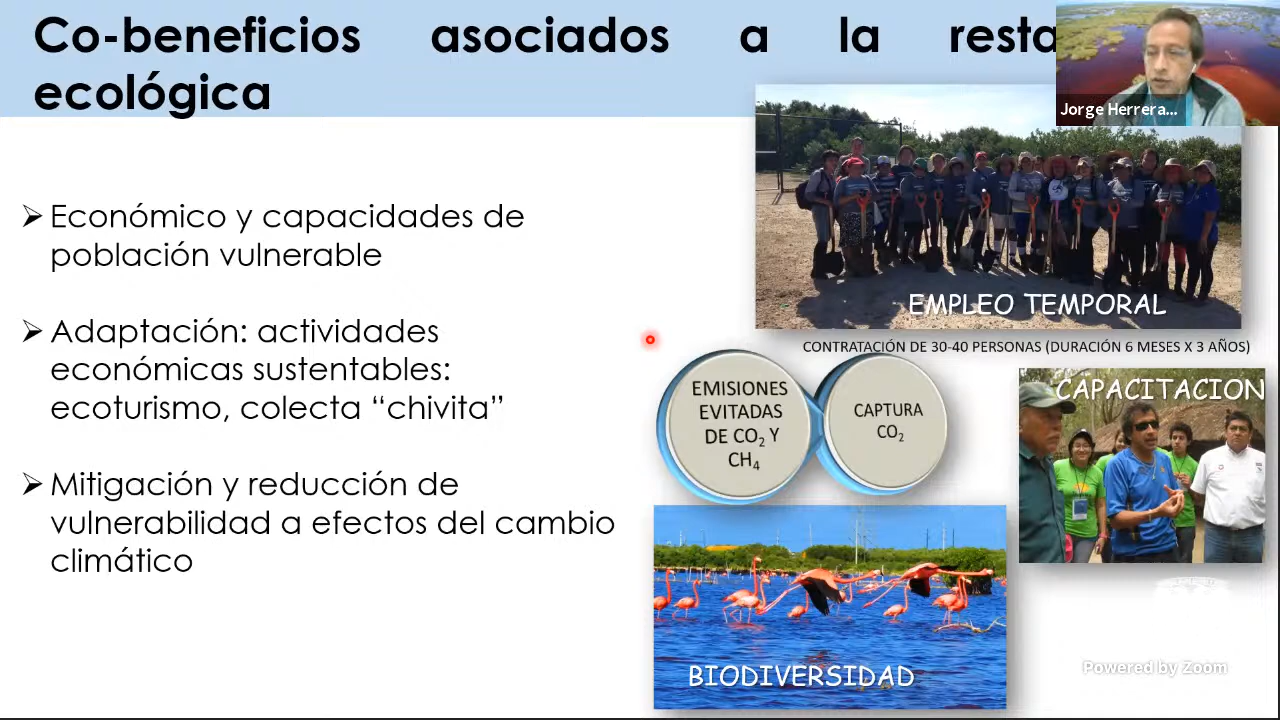 Co-beneficios asociados a la resta
ecológica
Jorge Herrera...
➢ Económico y capacidades de
población vulnerable
➢ Adaptación: actividades
económicas sustentables:
ecoturismo, colecta “chivita”
➢ Mitigación y reducción de
vulnerabilidad a efectos del cambio
climático
EMPLEO TEMPORAL
CONTRATACIÓN DE 30-40 PERSONAS (DURACIÓN 6 MESES X 3 AÑOS)
EMISIONES
EVITADAS
DE CO₂ Y
CH₄
CAPTURA
CO₂
CAPACITACION
BIODIVERSIDAD
Powered by Zoom